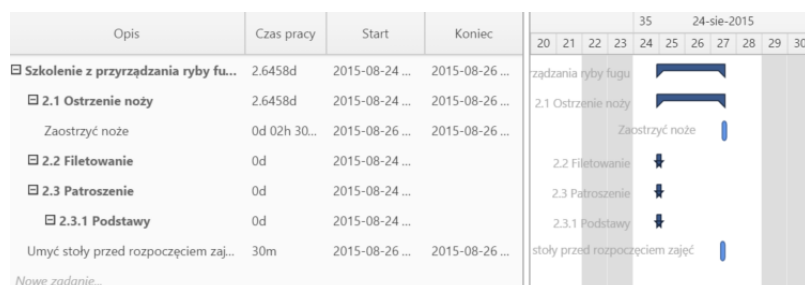 35 24-sie-2015
Opis Czas pracy Start Koniec
20 21 22 23 24 25 26 27 28 29 30
Szkolenie z przyrządzania ryby fu... 2.6458d 2015-08-24 ... 2015-08-26 ... rządzania ryby fugu
2.1 Ostrzenie noży 2.6458d 2015-08-24 ... 2015-08-26 ... 2.1 Ostrzenie noży
Zaostrzyć noże 0d 02h 30... 2015-08-26 ... 2015-08-26 ... Zaostrzyć noże
2.2 Filetowanie 0d 2015-08-24 ... 2.2 Filetowanie
2.3 Patroszenie 0d 2015-08-24 ... 2.3 Patroszenie
2.3.1 Podstawy 0d 2015-08-24 ... 2.3.1 Podstawy
Umyć stoły przed rozpoczęciem zaj... 30m 2015-08-26 ... 2015-08-26 ... stoły przed rozpoczęciem zajęć
Nowe zadanie...